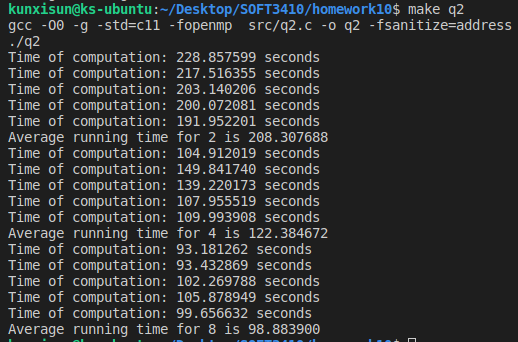 kunxisun@ks-ubuntu:~/Desktop/SOFT3410/homework10$ make q2
gcc -O0 -g -std=c11 -fopenmp  src/q2.c -o q2 -fsanitize=address
./q2
Time of computation: 228.857599 seconds
Time of computation: 217.516355 seconds
Time of computation: 203.140206 seconds
Time of computation: 200.072081 seconds
Time of computation: 191.952201 seconds
Average running time for 2 is 208.307688
Time of computation: 104.912019 seconds
Time of computation: 149.841740 seconds
Time of computation: 139.220173 seconds
Time of computation: 107.955519 seconds
Time of computation: 109.993908 seconds
Average running time for 4 is 122.384672
Time of computation: 93.181262 seconds
Time of computation: 93.432869 seconds
Time of computation: 102.269788 seconds
Time of computation: 105.878949 seconds
Time of computation: 99.656632 seconds
Average running time for 8 is 98.883900